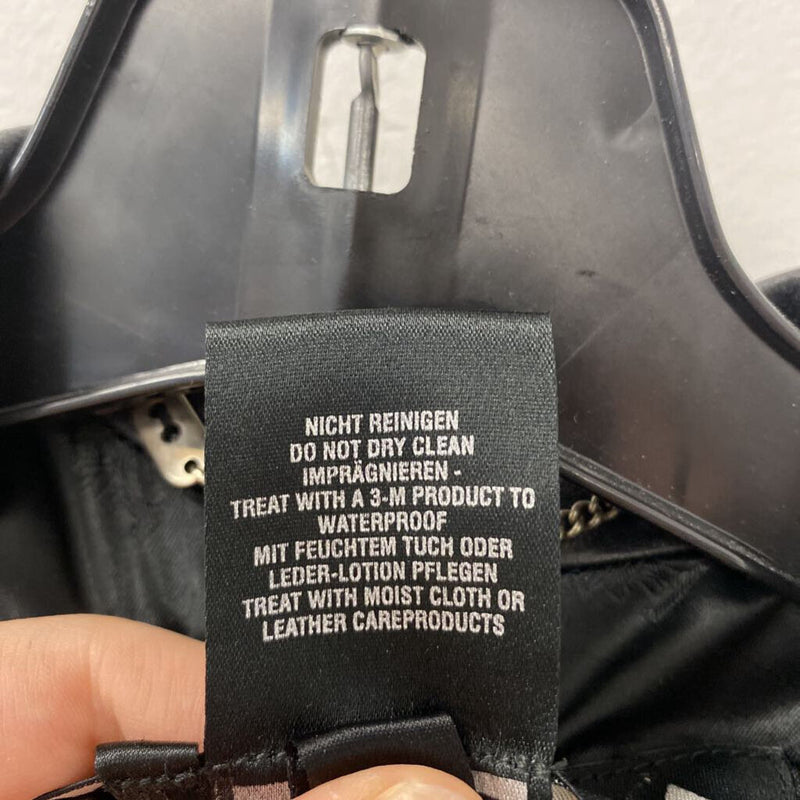 NICHT REINIGEN
DO NOT DRY CLEAN
IMPRÄGNIEREN -
TREAT WITH A 3-M PRODUCT TO
WATERPROOF
MIT FEUCHTEM TUCH ODER
LEDER-LOTION PFLEGEN
TREAT WITH MOIST CLOTH OR
LEATHER CAREPRODUCTS